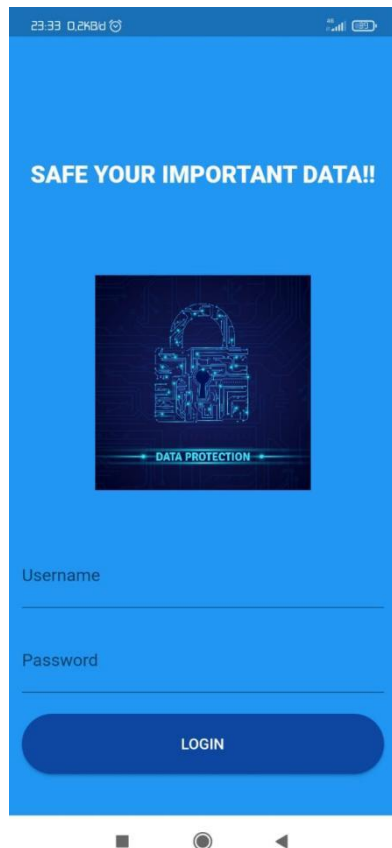 23:33 0,2KB/d
SAFE YOUR IMPORTANT DATA!!
DATA PROTECTION
Username
Password
LOGIN